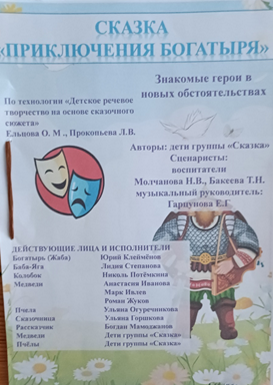 СКАЗКА
«ПРИКЛЮЧЕНИЯ БОГАТЫРЯ»
Знакомые герои в
новых обстоятельствах
По технологии «Детское речевое
творчество на основе сказочного
сюжета»
Ельцова О. М., Прокопьева Л.В.
Авторы: дети группы «Сказка»
Сценаристы:
воспитатели
Молчанова Н.В., Бакеева Т.Н.
музыкальный руководитель:
Гарпунова Е.Г
ДЕЙСТВУЮЩИЕ ЛИЦА И ИСПОЛНИТЕЛИ
Богатырь (Жаба) Юрий Клеймёнов
Баба-Яга Лидия Степанова
Колобок Николь Потёмкина
Медведи Анастасия Иванова
Марк Ивлев
Роман Жуков
Пчела Ульяна Огуречникова
Сказочница Ульяна Горшкова
Рассказчик Богдан Мамоджанов
Медведи Дети группы «Сказка»
Пчёлы Дети группы «Сказка»